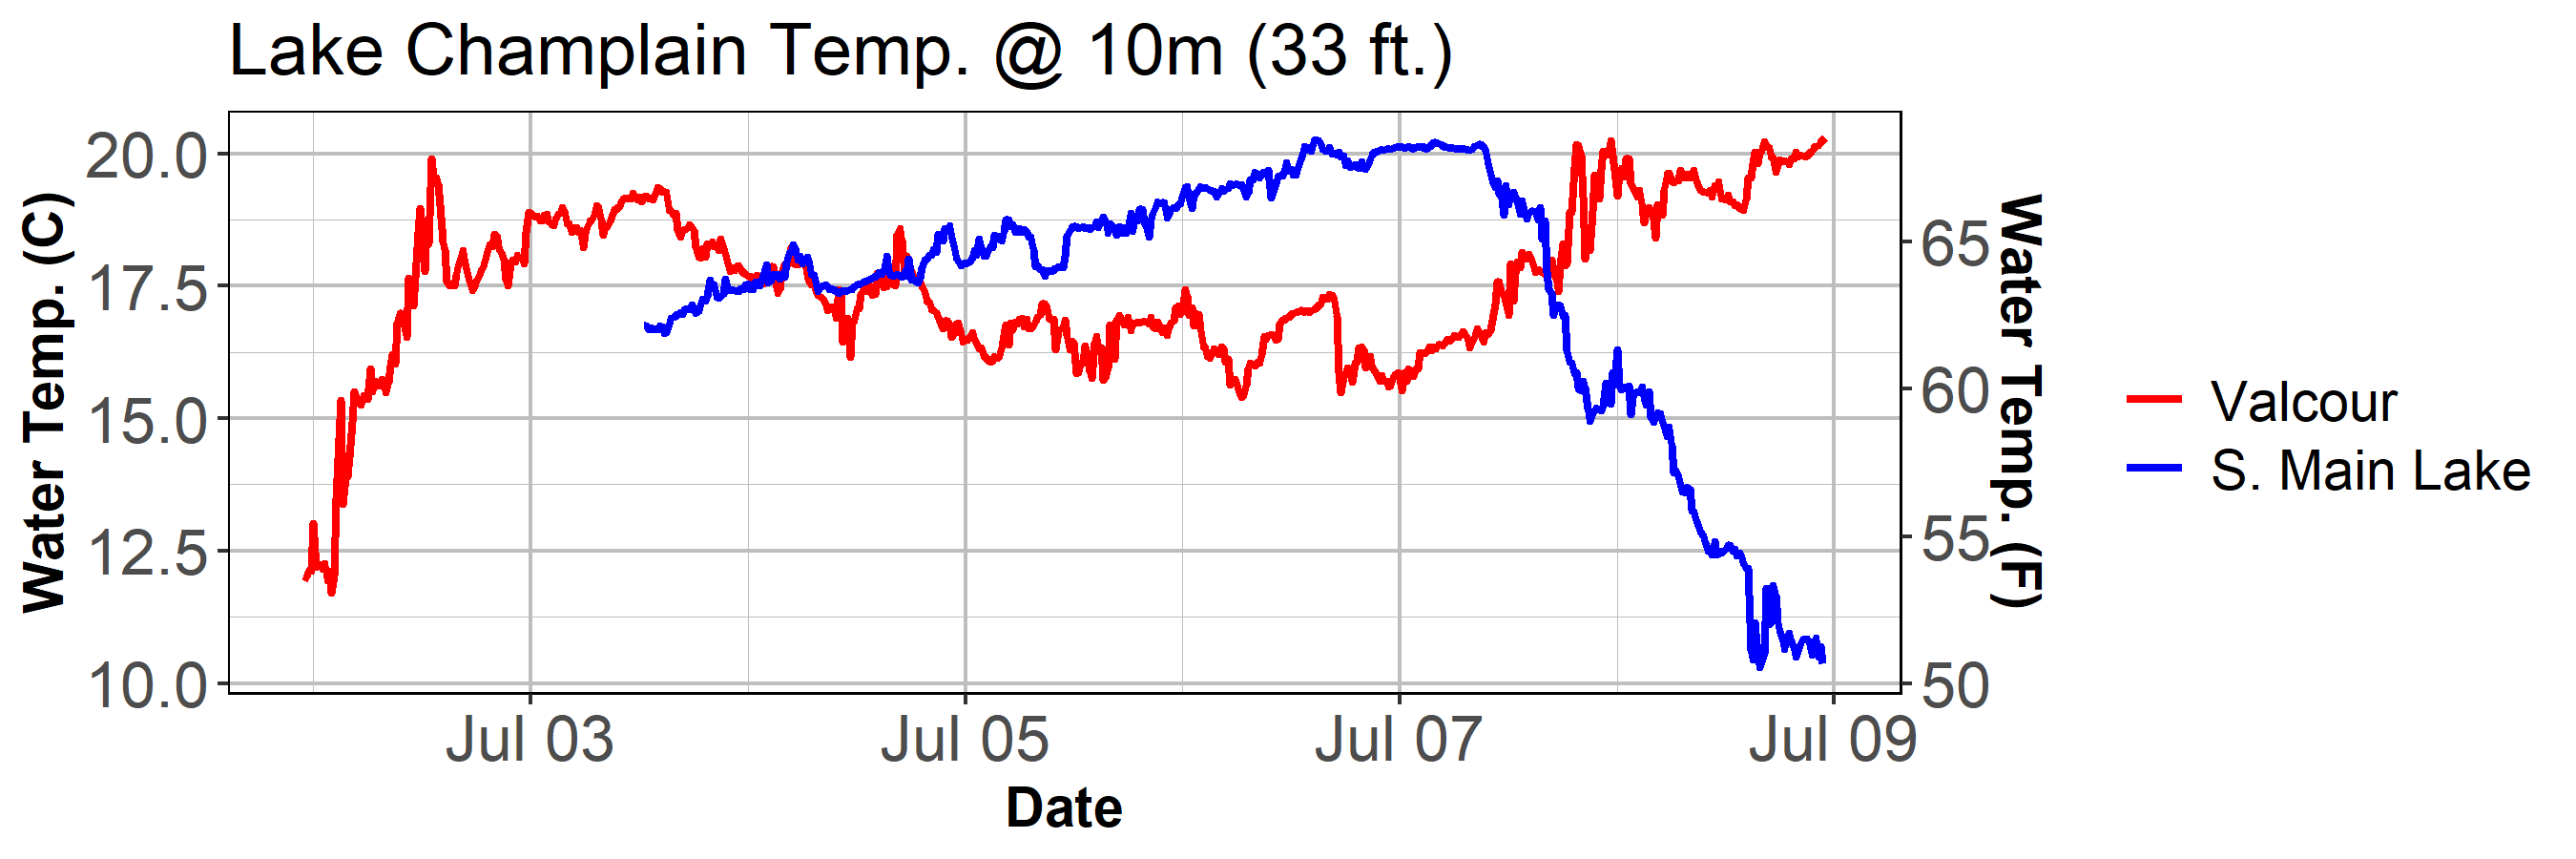 Lake Champlain Temp. @ 10m (33 ft.)
Water Temp. (C)
20.0
17.5
15.0
12.5
10.0
Water Temp. (F)
65
60
55
50
Jul 03
Jul 05
Jul 07
Jul 09
Date
Valcour
S. Main Lake